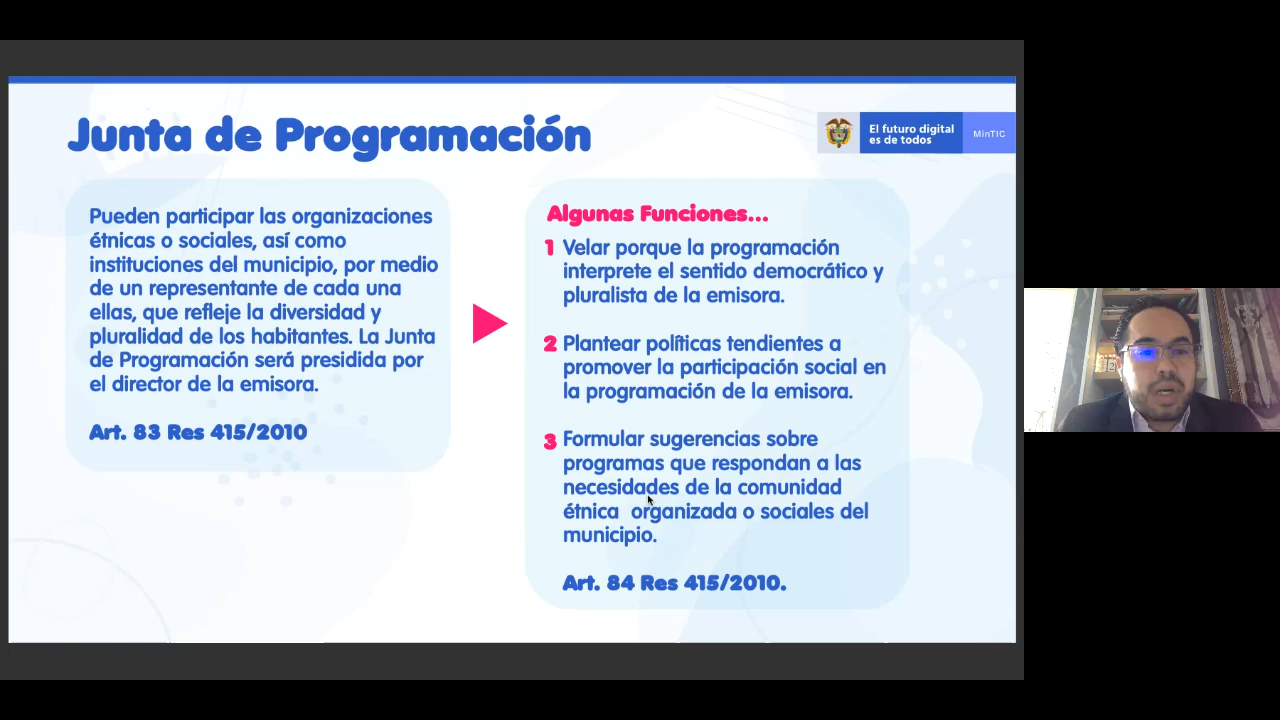 Junta de Programación
El futuro digital
es de todos
MinTIC
Pueden participar las organizaciones
étnicas o sociales, así como
instituciones del municipio, por medio
de un representante de cada una
ellas, que refleje la diversidad y
pluralidad de los habitantes. La Junta
de Programación será presidida por
el director de la emisora.
Art. 83 Res 415/2010
Algunas Funciones...
1 Velar porque la programación
interprete el sentido democrático y
pluralista de la emisora.
2 Plantear políticas tendientes a
promover la participación social en
la programación de la emisora.
3 Formular sugerencias sobre
programas que respondan a las
necesidades de la comunidad
étnica  organizada o sociales del
municipio.
Art. 84 Res 415/2010.